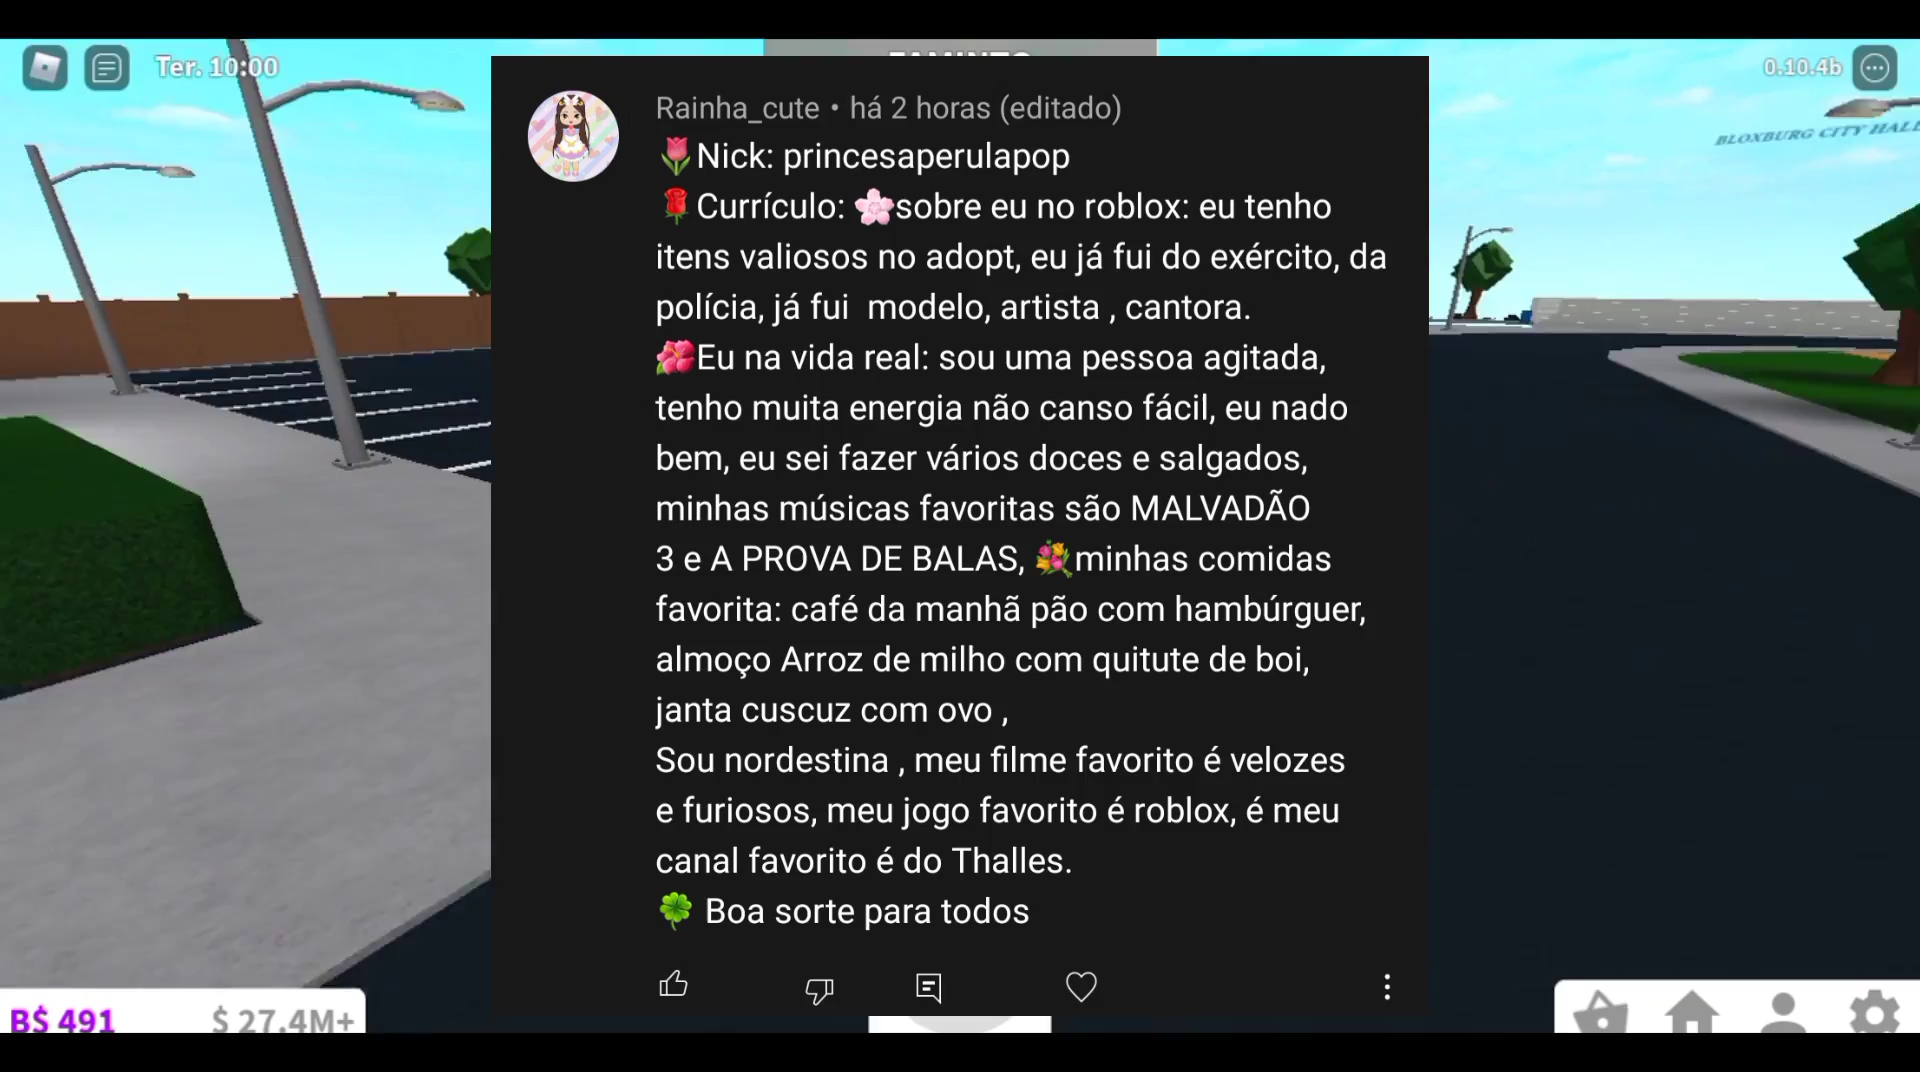 FAMINTO
Ter. 10:00
0.10.4b
BLOXBURG CITY HALL
Rainha_cute • há 2 horas (editado)
🌷Nick: princesaperulapop
🌹Currículo: 🌸sobre eu no roblox: eu tenho
itens valiosos no adopt, eu já fui do exército, da
polícia, já fui  modelo, artista , cantora.
🌺Eu na vida real: sou uma pessoa agitada,
tenho muita energia não canso fácil, eu nado
bem, eu sei fazer vários doces e salgados,
minhas músicas favoritas são MALVADÃO
3 e A PROVA DE BALAS, 💐minhas comidas
favorita: café da manhã pão com hambúrguer,
almoço Arroz de milho com quitute de boi,
janta cuscuz com ovo ,
Sou nordestina , meu filme favorito é velozes
e furiosos, meu jogo favorito é roblox, é meu
canal favorito é do Thalles.
🍀 Boa sorte para todos
B$ 491
$ 27.4M+